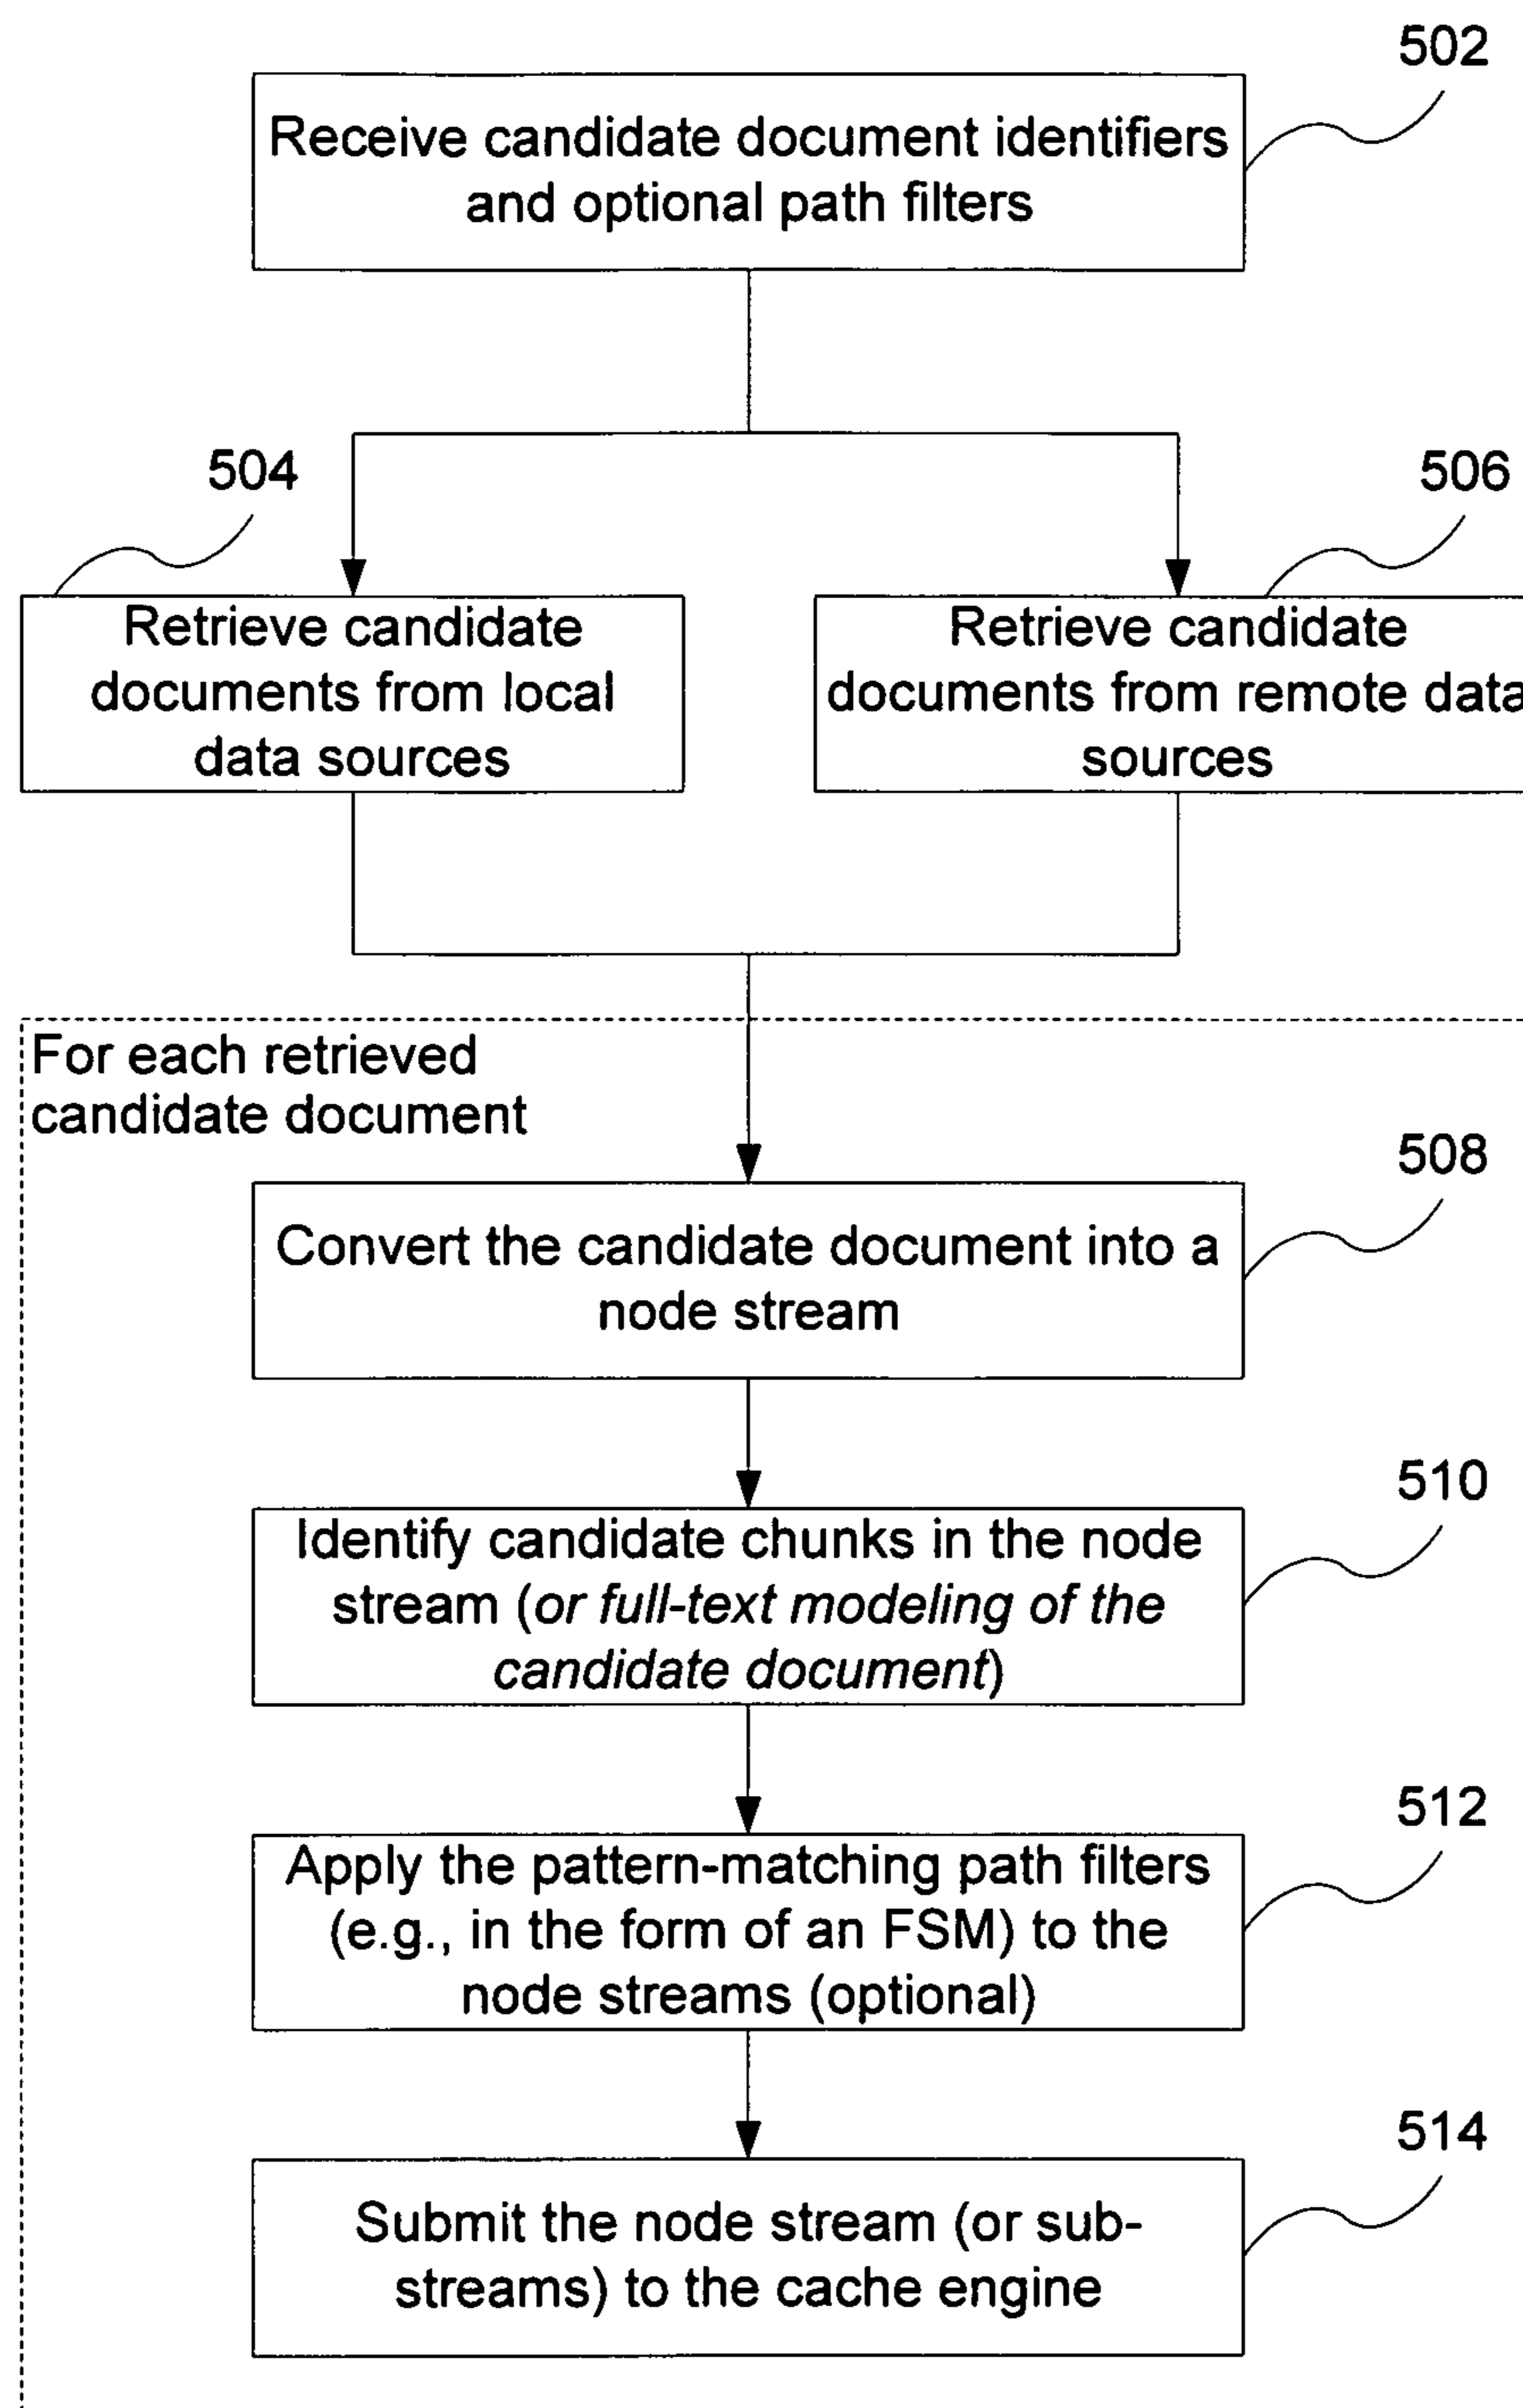 502
Receive candidate document identifiers
and optional path filters
504
506
Retrieve candidate
documents from local
data sources
Retrieve candidate
documents from remote data
sources
For each retrieved
candidate document
508
Convert the candidate document into a
node stream
510
Identify candidate chunks in the node
stream (or full-text modeling of the
candidate document)
512
Apply the pattern-matching path filters
(e.g., in the form of an FSM) to the
node streams (optional)
514
Submit the node stream (or sub-
streams) to the cache engine